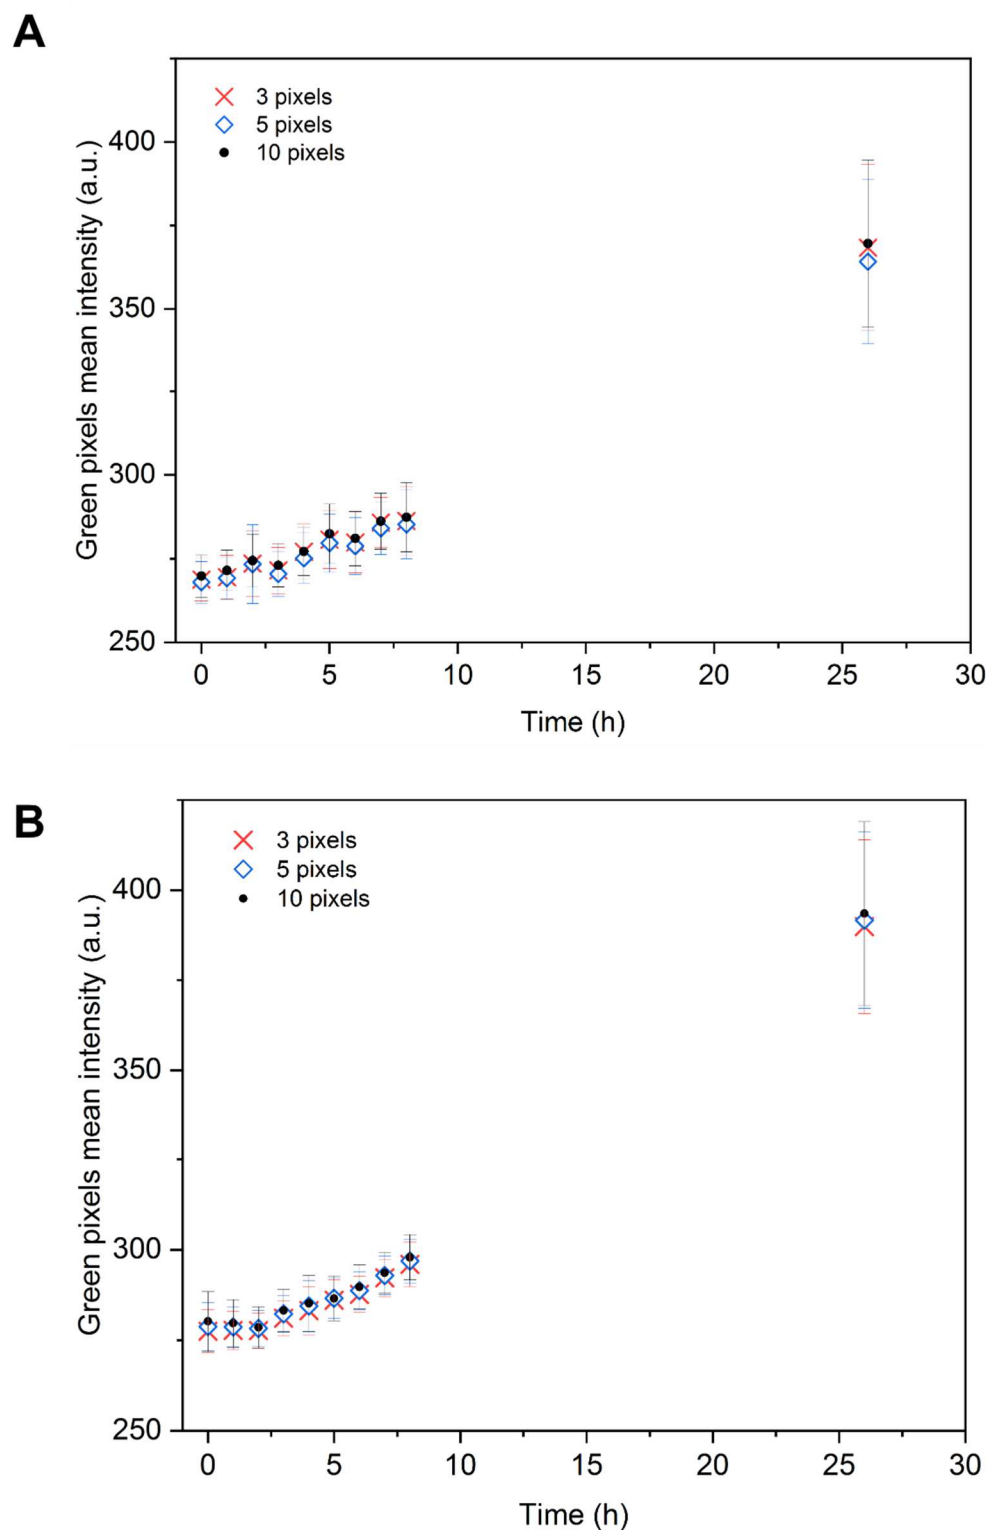 A
3 pixels
5 pixels
10 pixels
Green pixels mean intensity (a.u.)
400
350
300
250
0 5 10 15 20 25 30
Time (h)
B
3 pixels
5 pixels
10 pixels
Green pixels mean intensity (a.u.)
400
350
300
250
0 5 10 15 20 25 30
Time (h)